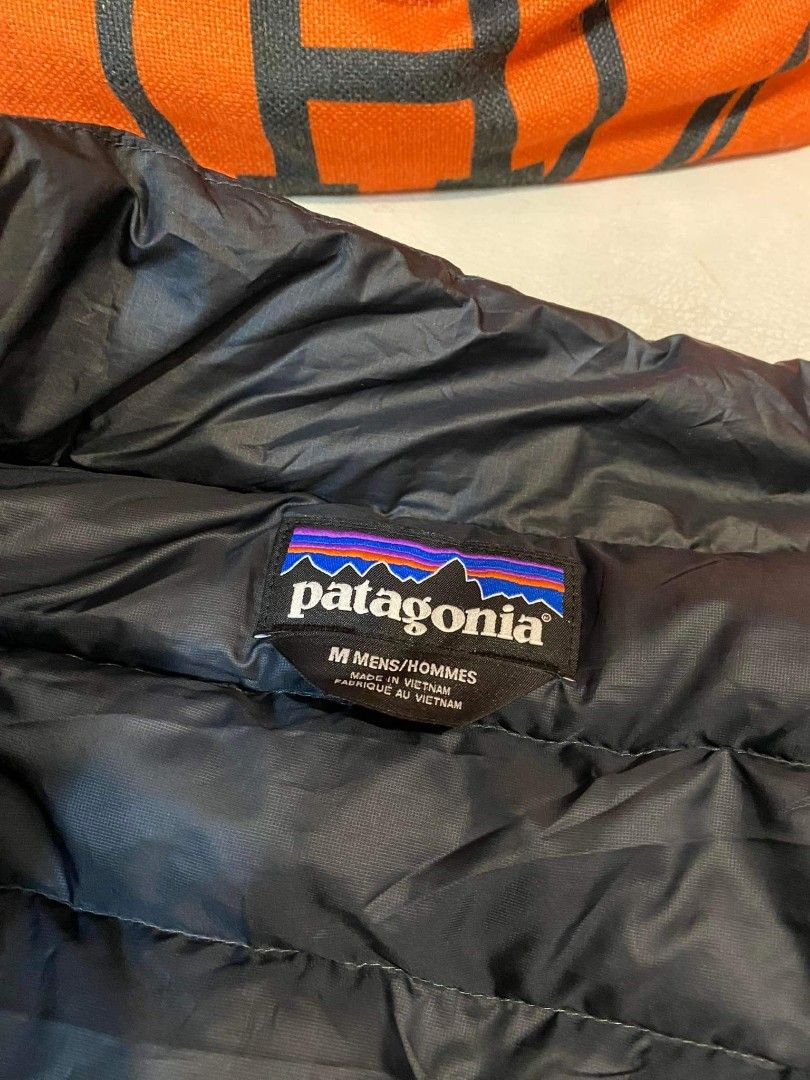 H
patagonia®
M MENS/HOMMES
MADE IN VIETNAM
FABRIQUÉ AU VIETNAM